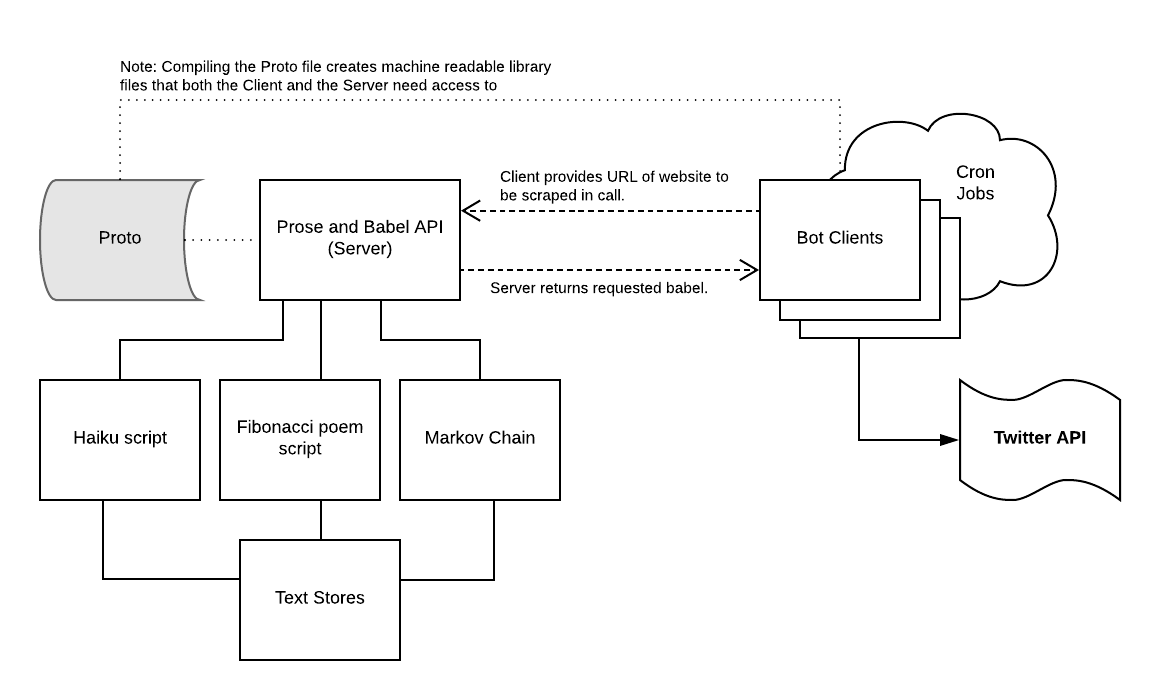 Note: Compiling the Proto file creates machine readable library
files that both the Client and the Server need access to
Cron
Jobs
Client provides URL of website to
be scraped in call.
Proto
Prose and Babel API
(Server)
Bot Clients
Server returns requested babel.
Haiku script
Fibonacci poem
script
Markov Chain
Twitter API
Text Stores